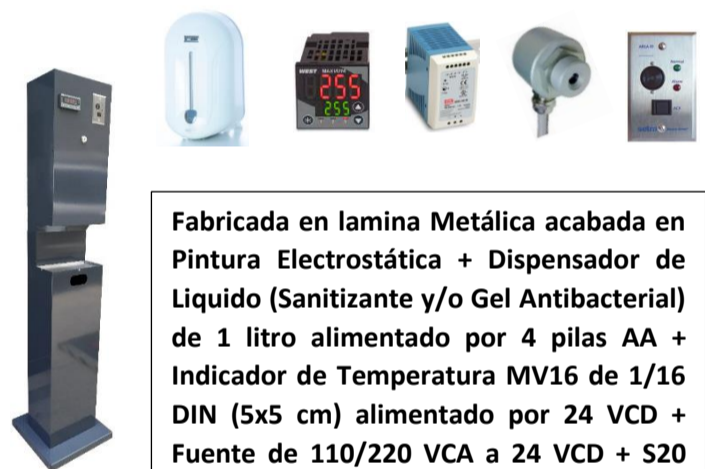 WEST
255
255
Fabricada en lamina Metálica acabada en
Pintura Electrostática + Dispensador de
Liquido (Sanitizante y/o Gel Antibacterial)
de 1 litro alimentado por 4 pilas AA +
Indicador de Temperatura MV16 de 1/16
DIN (5x5 cm) alimentado por 24 VCD +
Fuente de 110/220 VCA a 24 VCD + S20